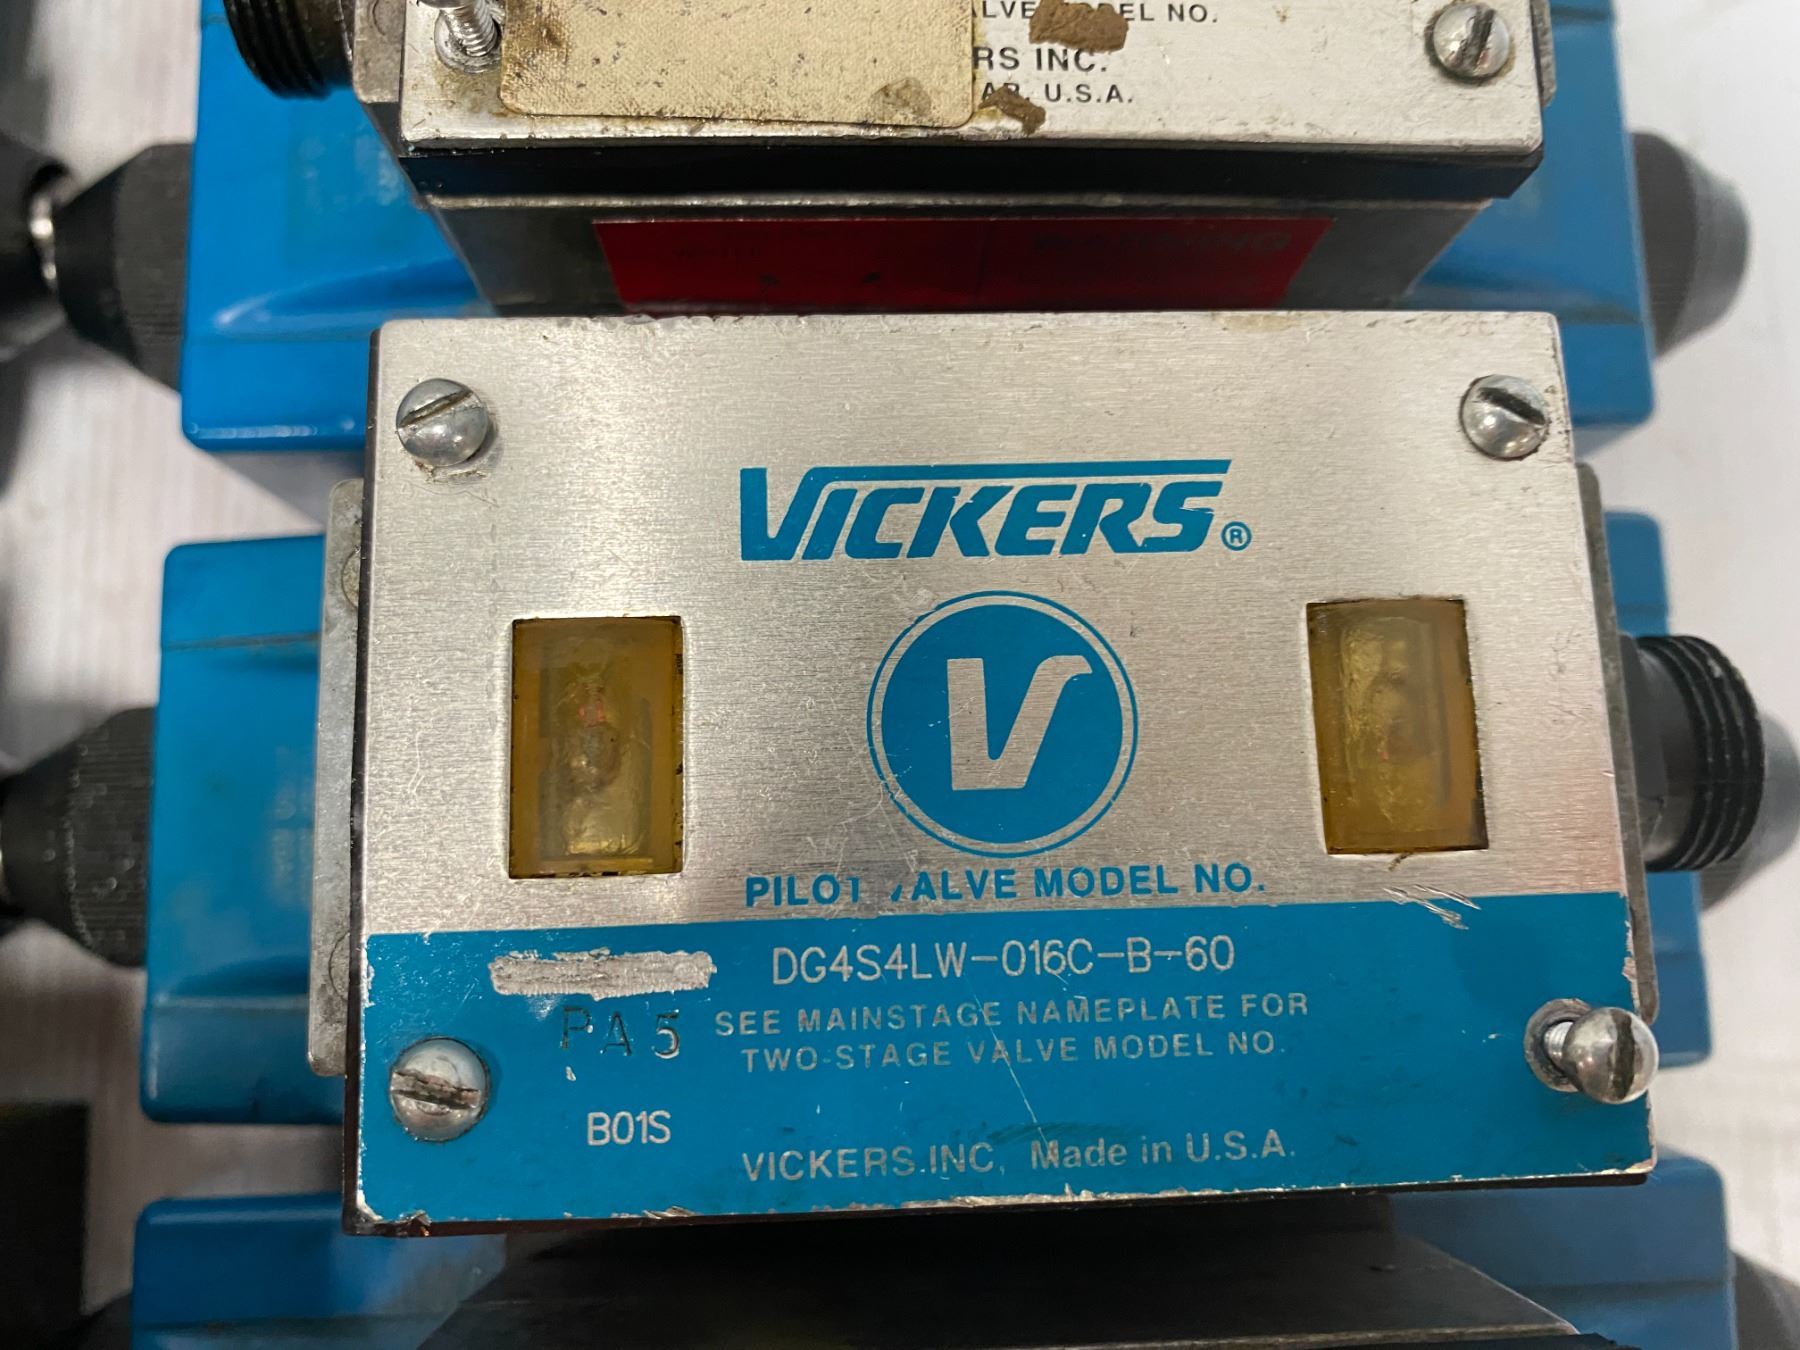 MODEL NO.
RS INC.
U.S.A.
WARNING
VICKERS®
V
PILOT VALVE MODEL NO.
DG4S4LW-016C-B-60
PA5 SEE MAINSTAGE NAMEPLATE FOR
TWO-STAGE VALVE MODEL NO
B01S
VICKERS.INC. Made in U.S.A.